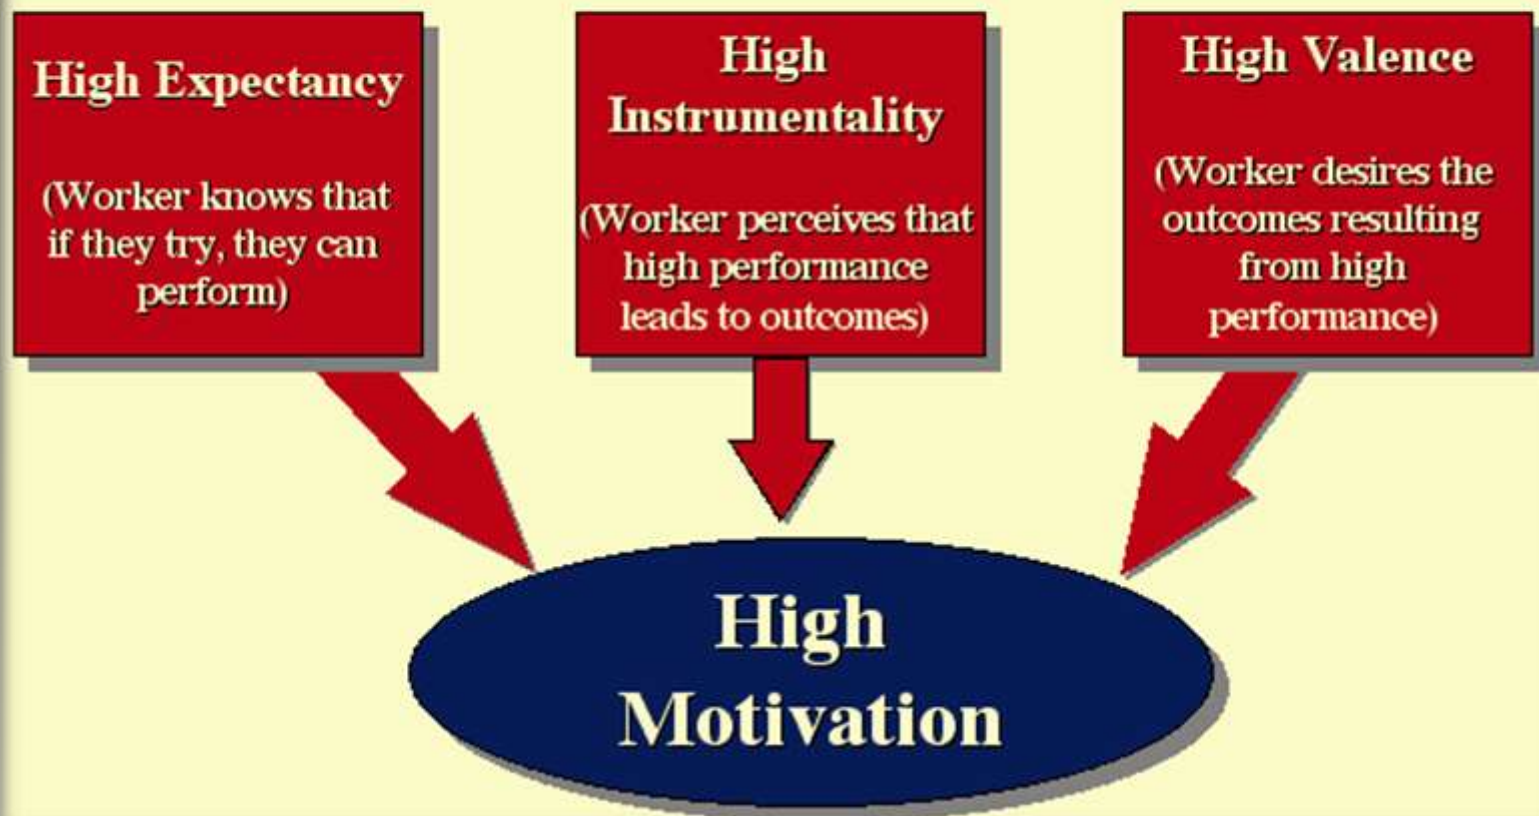 High Expectancy
(Worker knows that
if they try, they can
perform)
High
Instrumentality
(Worker perceives that
high performance
leads to outcomes)
High Valence
(Worker desires the
outcomes resulting
from high
performance)
High
Motivation